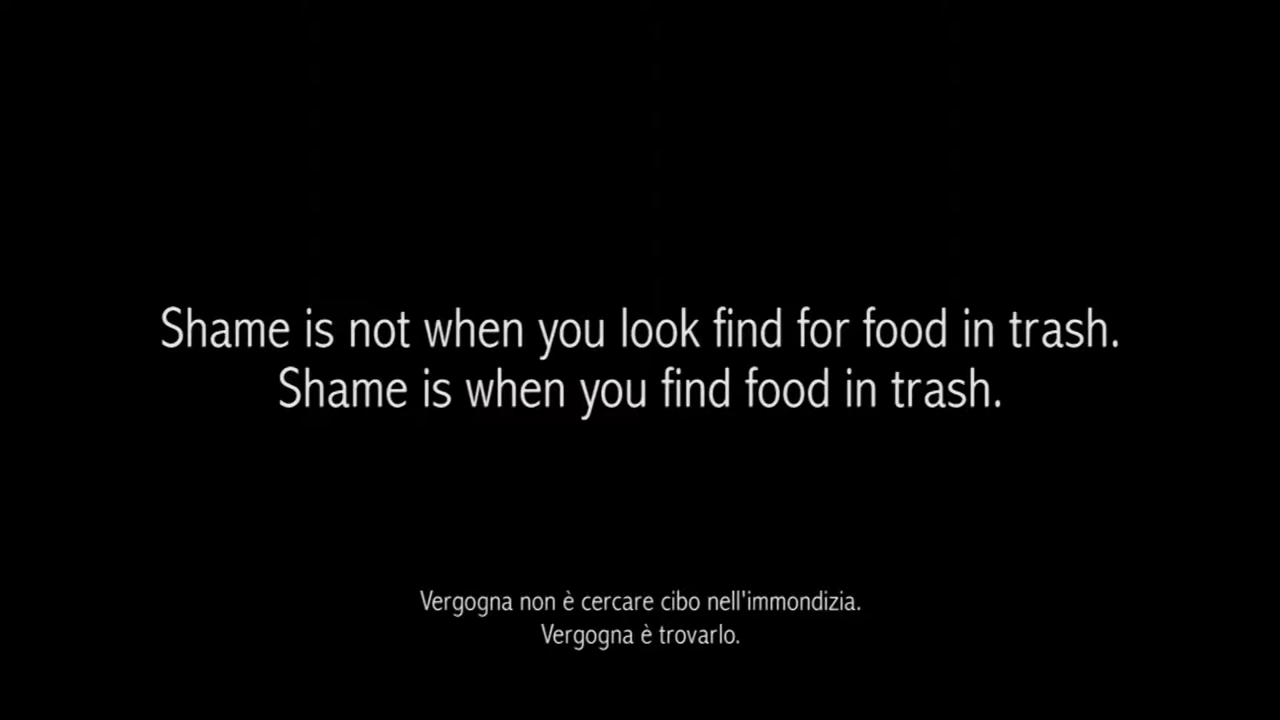 Shame is not when you look find for food in trash.
Shame is when you find food in trash.
Vergogna non è cercare cibo nell'immondizia.
Vergogna è trovarlo.